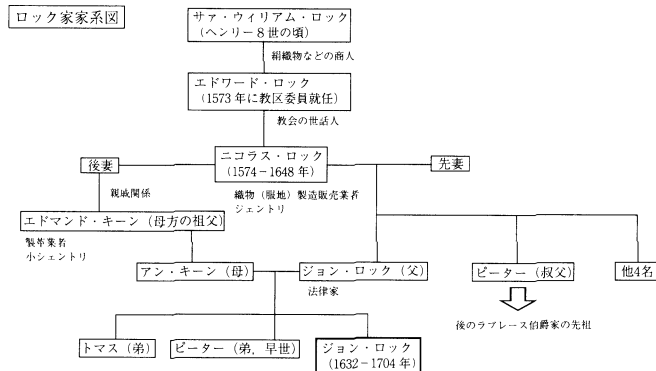 ロック家家系図
サァ・ウィリアム・ロック
(ヘンリー8世の頃)
絹織物などの商人
エドワード・ロック
(1573年に教区委員就任)
教会の世話人
後妻
ニコラス・ロック
(1574-1648年)
先妻
親戚関係
織物(服地)製造販売業者
ジェントリ
エドマンド・キーン(母方の祖父)
製革業者
小ジェントリ
アン・キーン(母)
ジョン・ロック(父)
ピーター(叔父)
他4名
法律家
後のラブレース伯爵家の先祖
トマス(弟)
ピーター(弟,早世)
ジョン・ロック
(1632-1704年)